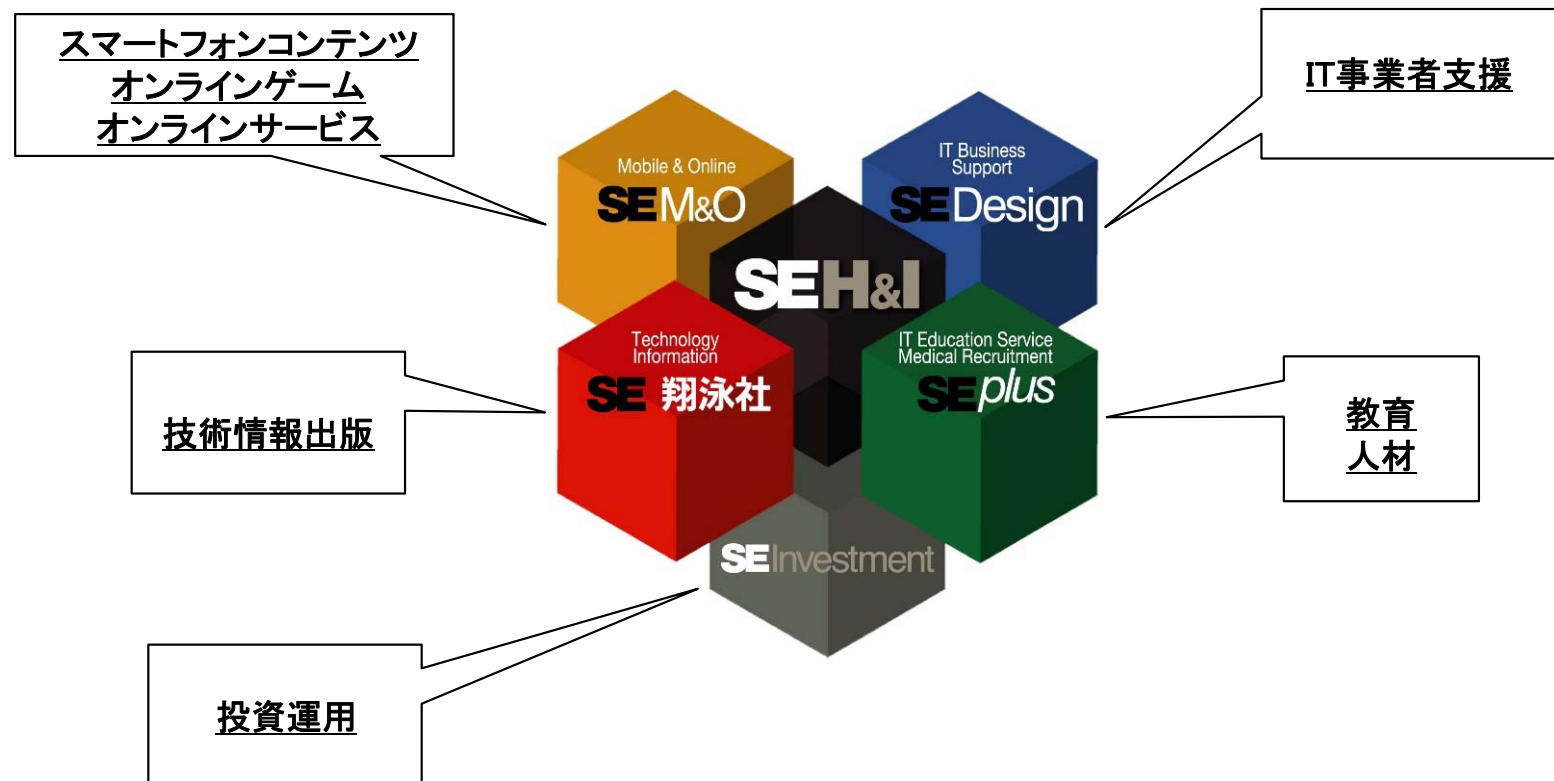 スマートフォンコンテンツ
オンラインゲーム
オンラインサービス
IT事業者支援
Mobile & Online
SEM&O
IT Business
Support
SEDesign
SEH&I
Technology
Information
SE 翔泳社
IT Education Service
Medical Recruitment
SEplus
技術情報出版
教育
人材
SEInvestment
投資運用